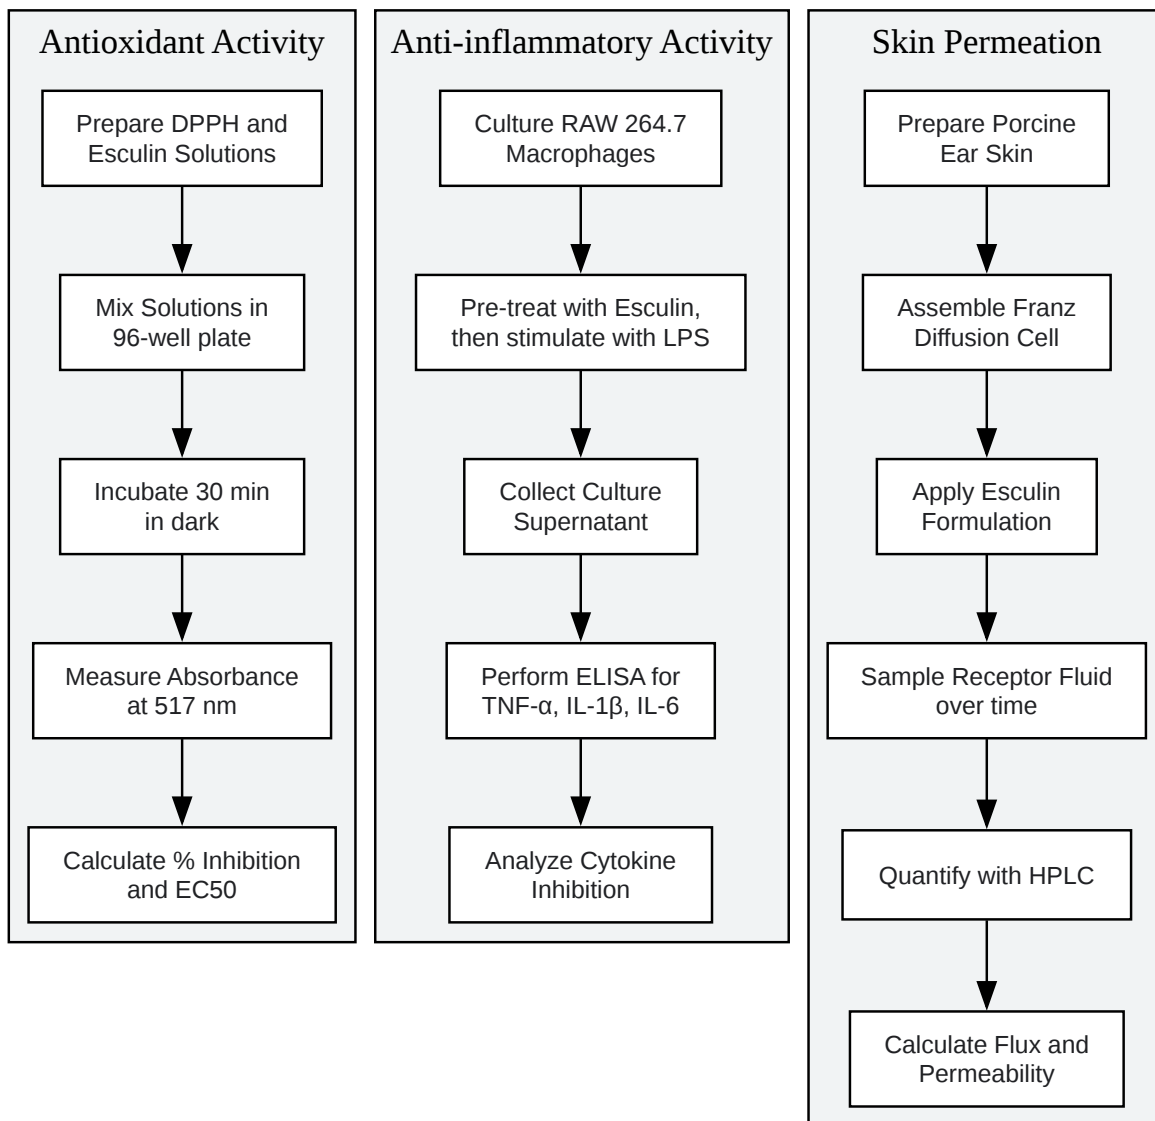 Antioxidant Activity
Prepare DPPH and
Esculin Solutions
Mix Solutions in
96-well plate
Incubate 30 min
in dark
Measure Absorbance
at 517 nm
Calculate % Inhibition
and EC50
Anti-inflammatory Activity
Culture RAW 264.7
Macrophages
Pre-treat with Esculin,
then stimulate with LPS
Collect Culture
Supernatant
Perform ELISA for
TNF-α, IL-1β, IL-6
Analyze Cytokine
Inhibition
Skin Permeation
Prepare Porcine
Ear Skin
Assemble Franz
Diffusion Cell
Apply Esculin
Formulation
Sample Receptor Fluid
over time
Quantify with HPLC
Calculate Flux and
Permeability